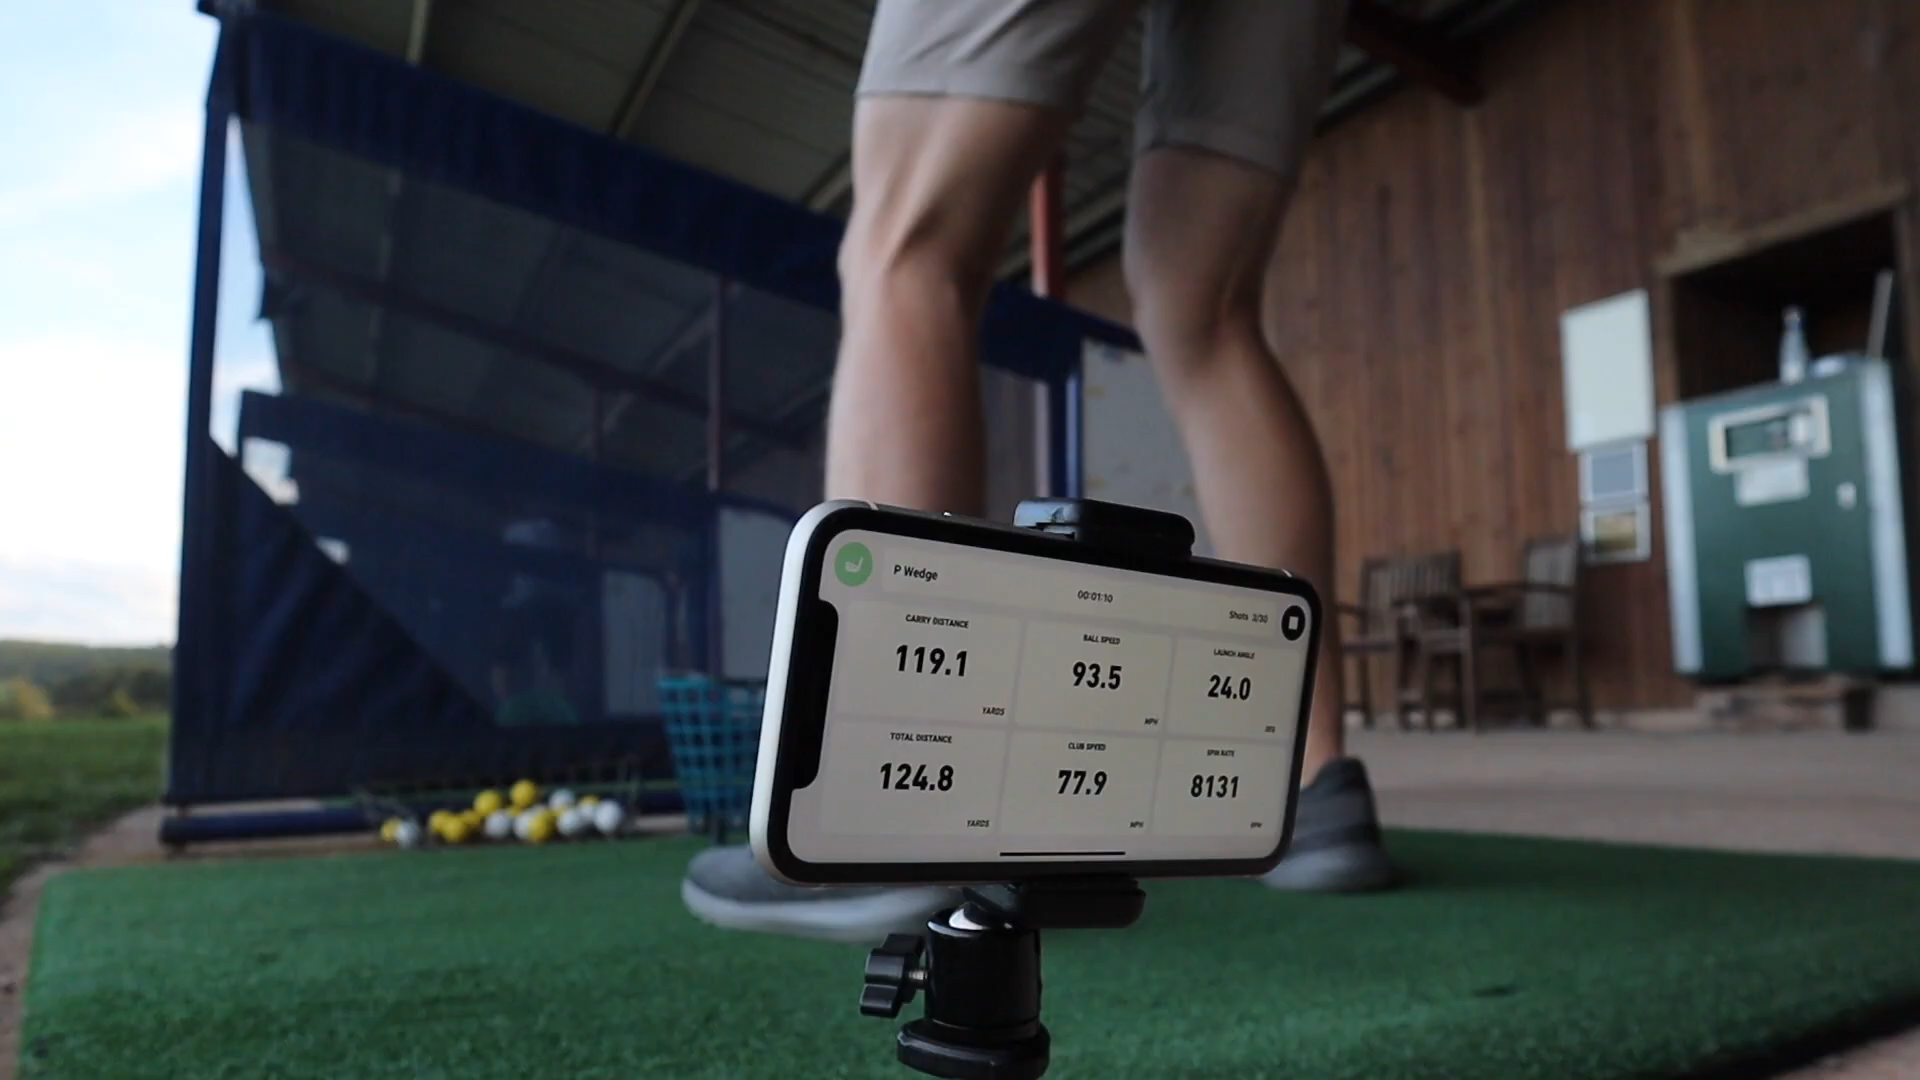 P Wedge
00:01:10
Shots 3/30
CARRY DISTANCE
119.1
YARDS
BALL SPEED
93.5
MPH
LAUNCH ANGLE
24.0
DEG
TOTAL DISTANCE
124.8
YARDS
CLUB SPEED
77.9
MPH
SPIN RATE
8131
RPM